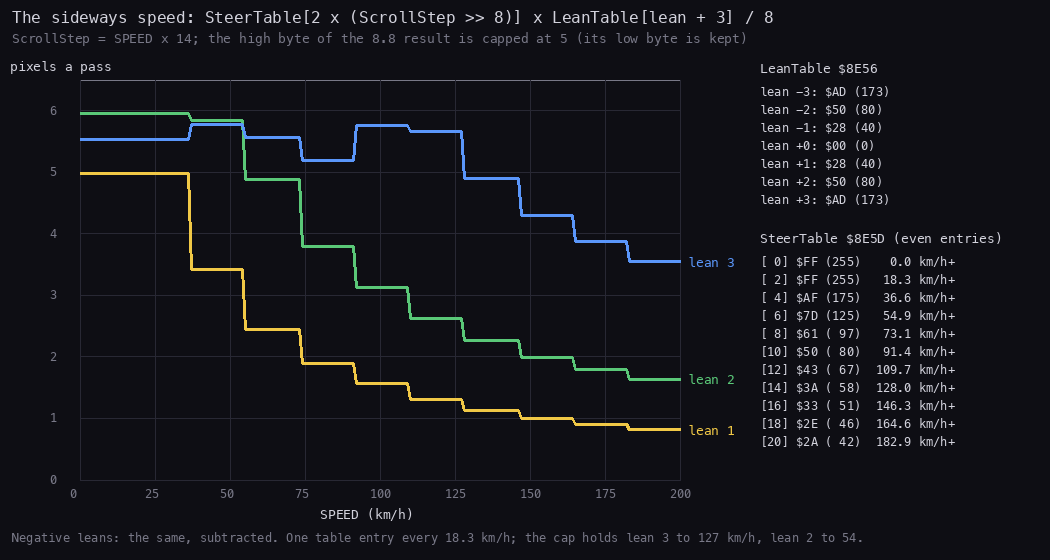 The sideways speed: SteerTable[2 x (ScrollStep >> 8)] x LeanTable[lean + 3] / 8
ScrollStep = SPEED x 14; the high byte of the 8.8 result is capped at 5 (its low byte is kept)
pixels a pass
6
5
4
3
2
1
0
0 25 50 75 100 125 150 175 200
SPEED (km/h)
lean 3
lean 2
lean 1
LeanTable $8E56
lean −3: $AD (173)
lean −2: $50 (80)
lean −1: $28 (40)
lean +0: $00 (0)
lean +1: $28 (40)
lean +2: $50 (80)
lean +3: $AD (173)
SteerTable $8E5D (even entries)
[ 0] $FF (255) 0.0 km/h+
[ 2] $FF (255) 18.3 km/h+
[ 4] $AF (175) 36.6 km/h+
[ 6] $7D (125) 54.9 km/h+
[ 8] $61 ( 97) 73.1 km/h+
[10] $50 ( 80) 91.4 km/h+
[12] $43 ( 67) 109.7 km/h+
[14] $3A ( 58) 128.0 km/h+
[16] $33 ( 51) 146.3 km/h+
[18] $2E ( 46) 164.6 km/h+
[20] $2A ( 42) 182.9 km/h+
Negative leans: the same, subtracted. One table entry every 18.3 km/h; the cap holds lean 3 to 127 km/h, lean 2 to 54.